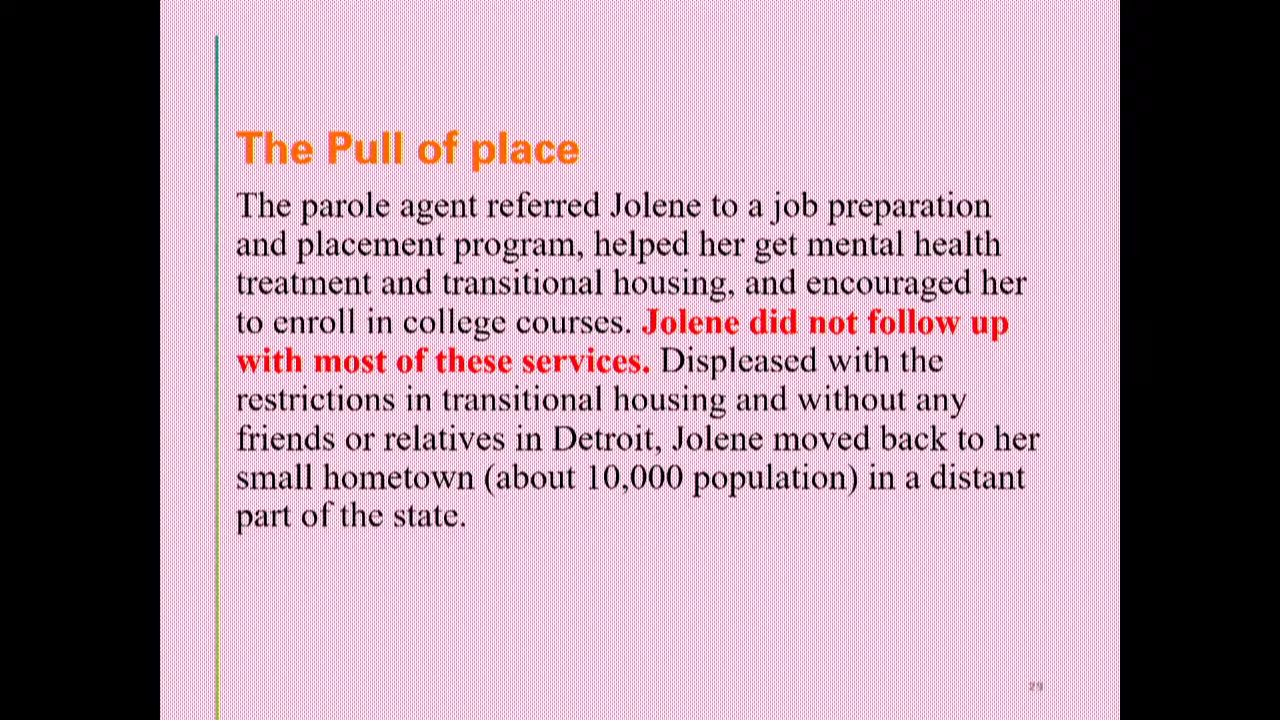 The Pull of place
The parole agent referred Jolene to a job preparation
and placement program, helped her get mental health
treatment and transitional housing, and encouraged her
to enroll in college courses. Jolene did not follow up
with most of these services. Displeased with the
restrictions in transitional housing and without any
friends or relatives in Detroit, Jolene moved back to her
small hometown (about 10,000 population) in a distant
part of the state.
29